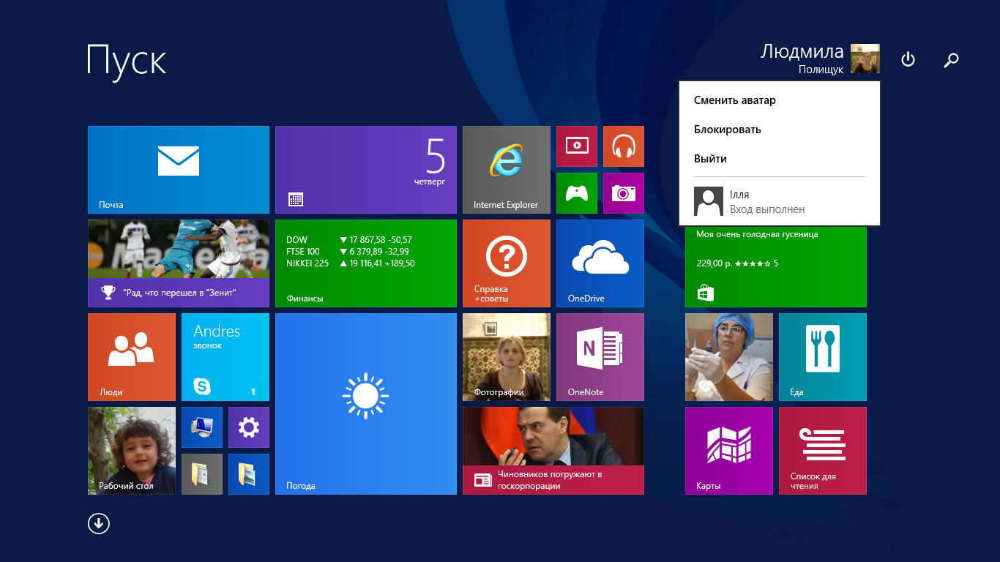 Пуск
Людмила
Полищук
Сменить аватар
Блокировать
Выйти
Ілля
Вход выполнен
Почта
5
четверг
Internet Explorer
"Рад, что перешел в "Зенит"
DOW ▼ 17 867,58 -50,57
FTSE 100 ▼ 6 379,89 -32,99
NIKKEI 225 ▲ 19 116,41 +189,50
Финансы
Справка
+советы
OneDrive
Моя очень голодная гусеница
229,00 р. ★★★★☆ 5
Люди
Andres
звонок
1
Погода
Фотографии
OneNote
Еда
Рабочий стол
Чиновников погружают в
госкорпорации
Карты
Список для
чтения